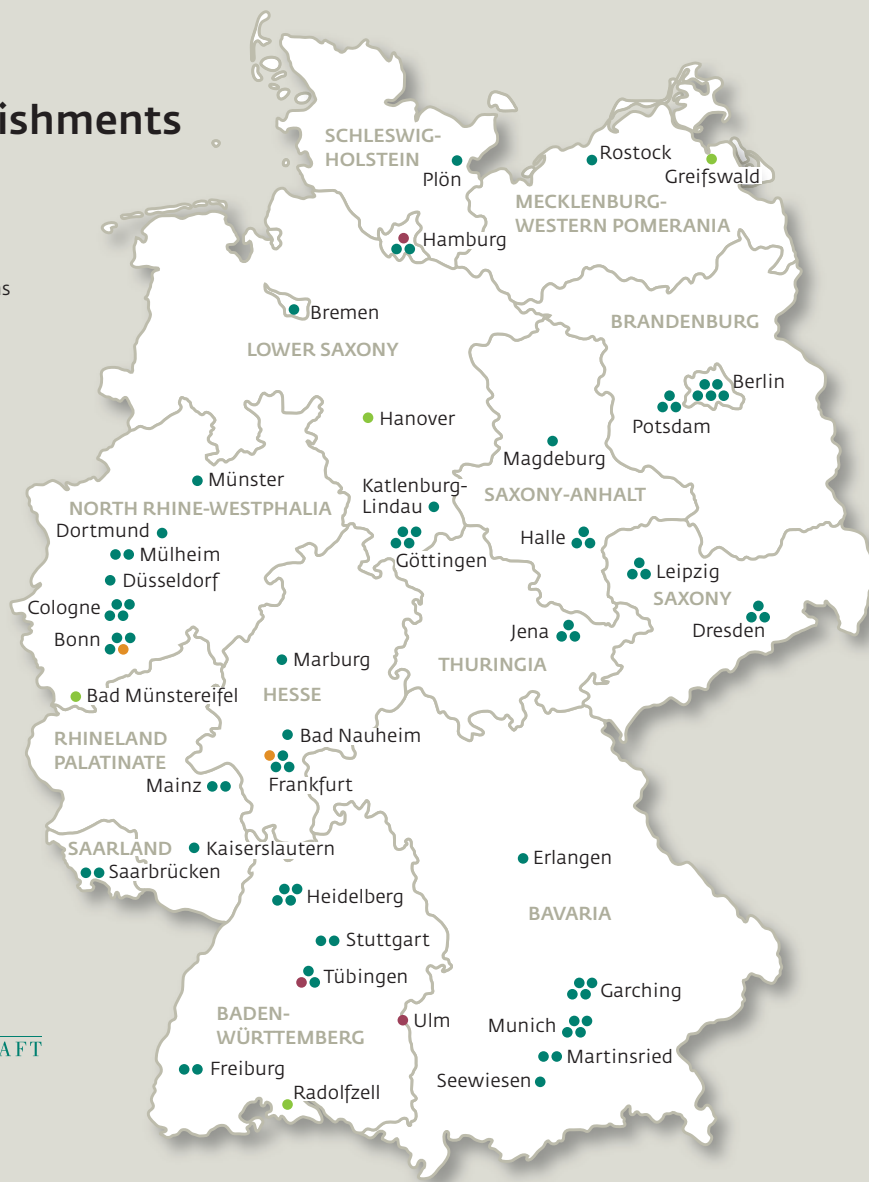 ishments
SCHLESWIG-
HOLSTEIN
Plön
Rostock
Greifswald
MECKLENBURG-
WESTERN POMERANIA
Hamburg
s
Bremen
LOWER SAXONY
BRANDENBURG
Berlin
Potsdam
Hanover
Magdeburg
Münster
Katlenburg-
Lindau
SAXONY-ANHALT
NORTH RHINE-WESTPHALIA
Dortmund
Mülheim
Göttingen
Halle
Düsseldorf
Leipzig
SAXONY
Cologne
Bonn
Jena
Dresden
Marburg
THURINGIA
Bad Münstereifel
HESSE
RHINELAND
PALATINATE
Bad Nauheim
Mainz
Frankfurt
SAARLAND
Kaiserslautern
Saarbrücken
Erlangen
Heidelberg
BAVARIA
Stuttgart
Tübingen
Garching
BADEN-
WÜRTTEMBERG
Ulm
Munich
AFT
Martinsried
Freiburg
Seewiesen
Radolfzell